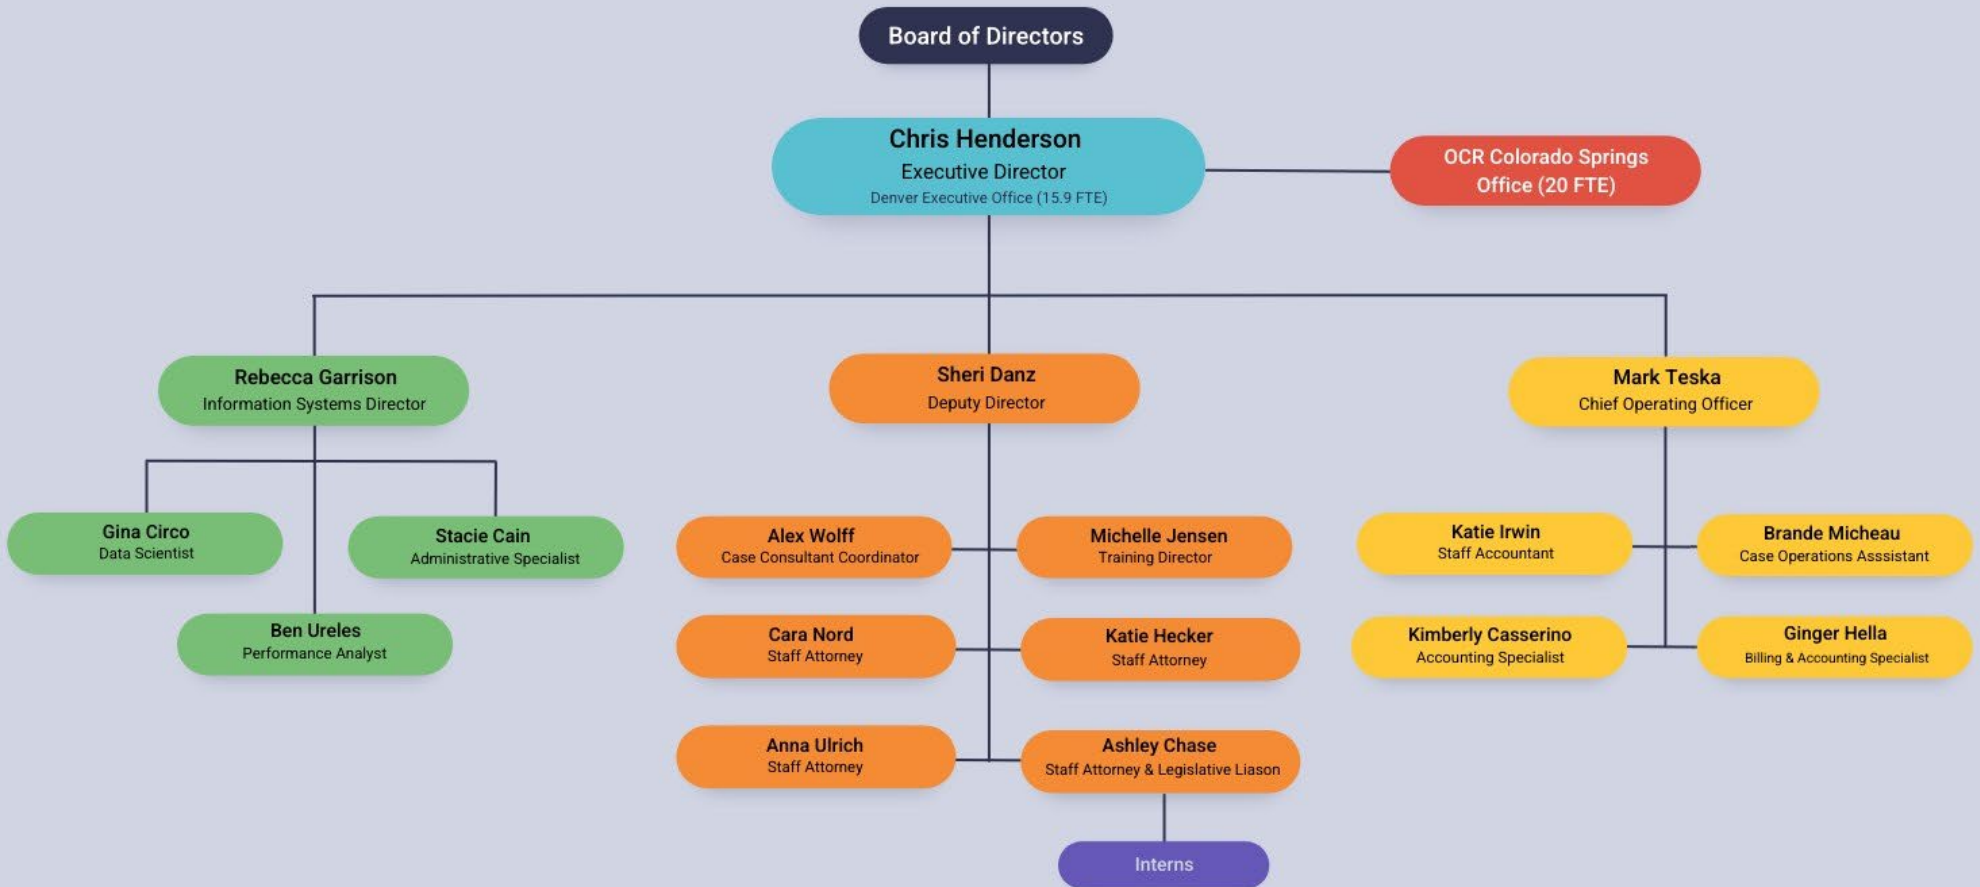 Board of Directors
Chris Henderson
Executive Director
Denver Executive Office (15.9 FTE)
OCR Colorado Springs
Office (20 FTE)
Rebecca Garrison
Information Systems Director
Sheri Danz
Deputy Director
Mark Teska
Chief Operating Officer
Gina Circo
Data Scientist
Stacie Cain
Administrative Specialist
Ben Ureles
Performance Analyst
Alex Wolff
Case Consultant Coordinator
Michelle Jensen
Training Director
Cara Nord
Staff Attorney
Katie Hecker
Staff Attorney
Anna Ulrich
Staff Attorney
Ashley Chase
Staff Attorney & Legislative Liason
Interns
Katie Irwin
Staff Accountant
Brande Micheau
Case Operations Asssistant
Kimberly Casserino
Accounting Specialist
Ginger Hella
Billing & Accounting Specialist